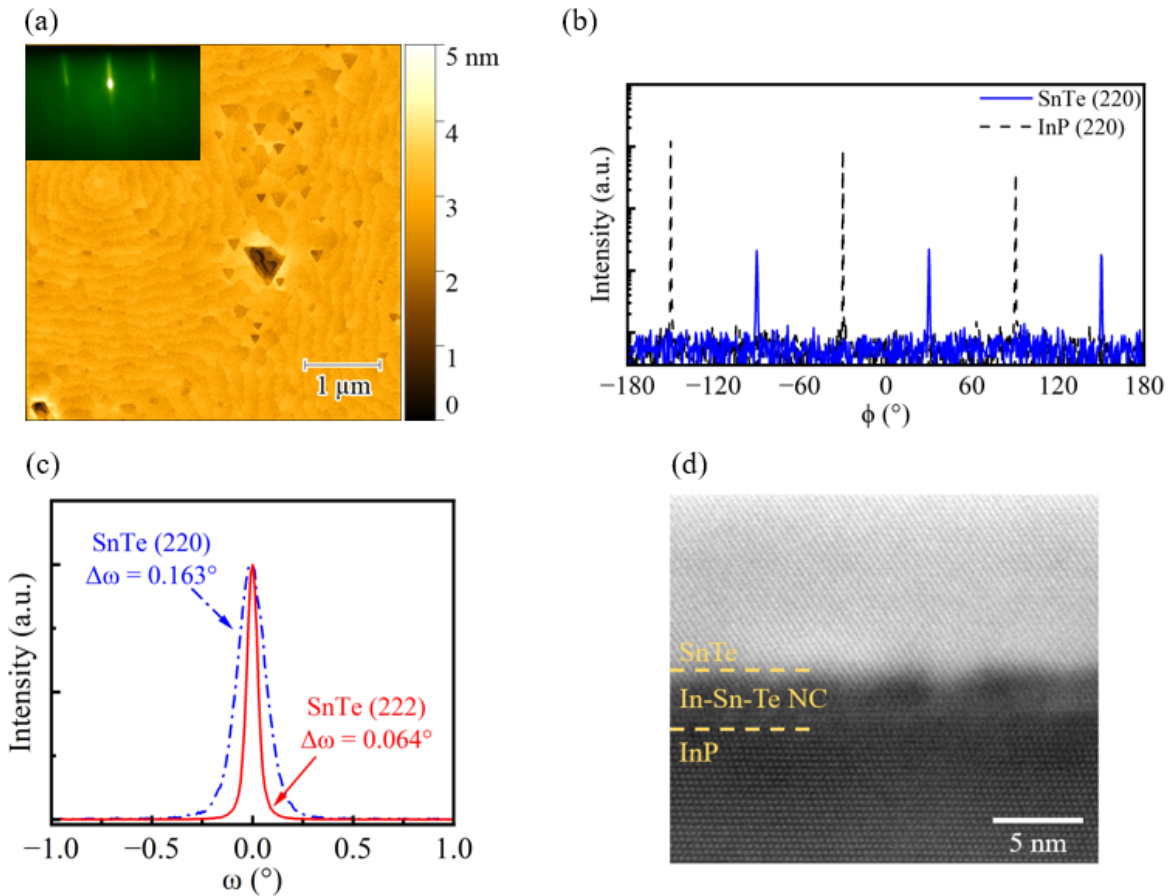 (a)
5 nm
4
3
2
1
0
1 μm
(b)
Intensity (a.u.)
SnTe (220)
InP (220)
−180 −120 −60 0 60 120 180
ϕ (°)
(c)
Intensity (a.u.)
SnTe (220)
Δω = 0.163°
SnTe (222)
Δω = 0.064°
−1.0 −0.5 0.0 0.5 1.0
ω (°)
(d)
SnTe
In-Sn-Te NC
InP
5 nm